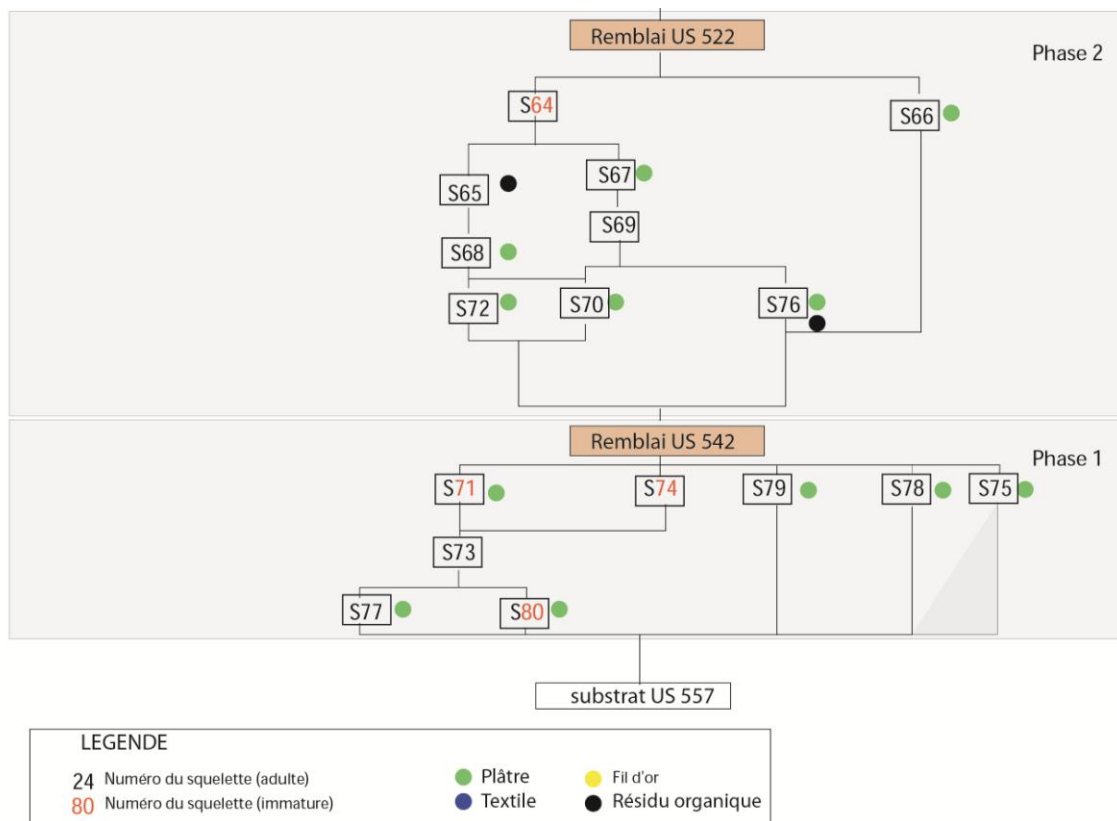 Remblai US 522
Phase 2
S64
S66
S65
S67
S69
S68
S72
S70
S76
Remblai US 542
Phase 1
S71
S74
S79
S78
S75
S73
S77
S80
substrat US 557
LEGENDE
24 Numéro du squelette (adulte)
80 Numéro du squelette (immature)
Plâtre
Textile
Fil d'or
Résidu organique